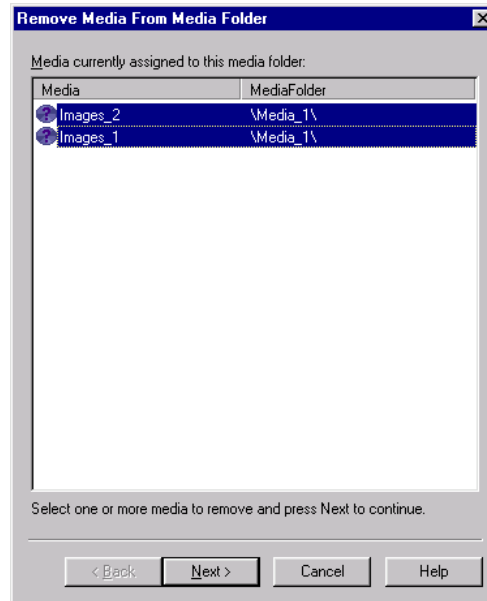 Remove Media From Media Folder
Media currently assigned to this media folder:
Media MediaFolder
Images_2 \Media_1\
Images_1 \Media_1\
Select one or more media to remove and press Next to continue.
< Back Next > Cancel Help